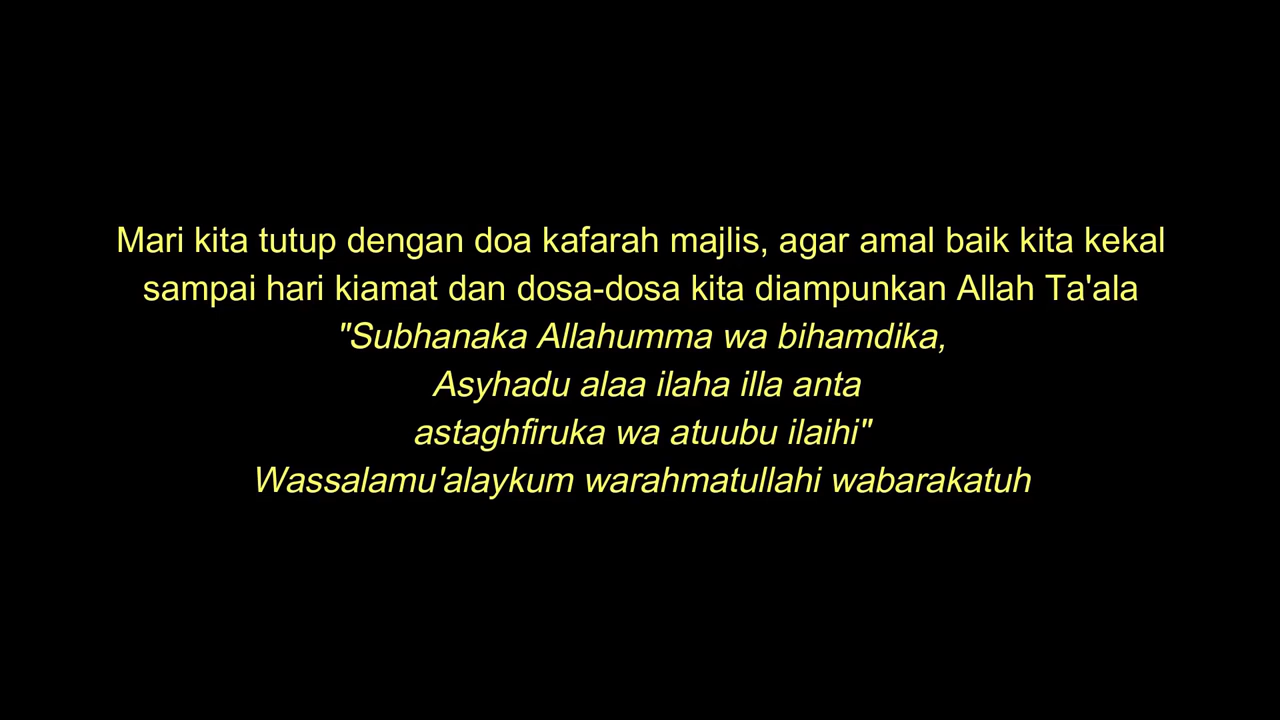 Mari kita tutup dengan doa kafarah majlis, agar amal baik kita kekal
sampai hari kiamat dan dosa-dosa kita diampunkan Allah Ta'ala
"Subhanaka Allahumma wa bihamdika,
Asyhadu alaa ilaha illa anta
astaghfiruka wa atuubu ilaihi"
Wassalamu'alaykum warahmatullahi wabarakatuh